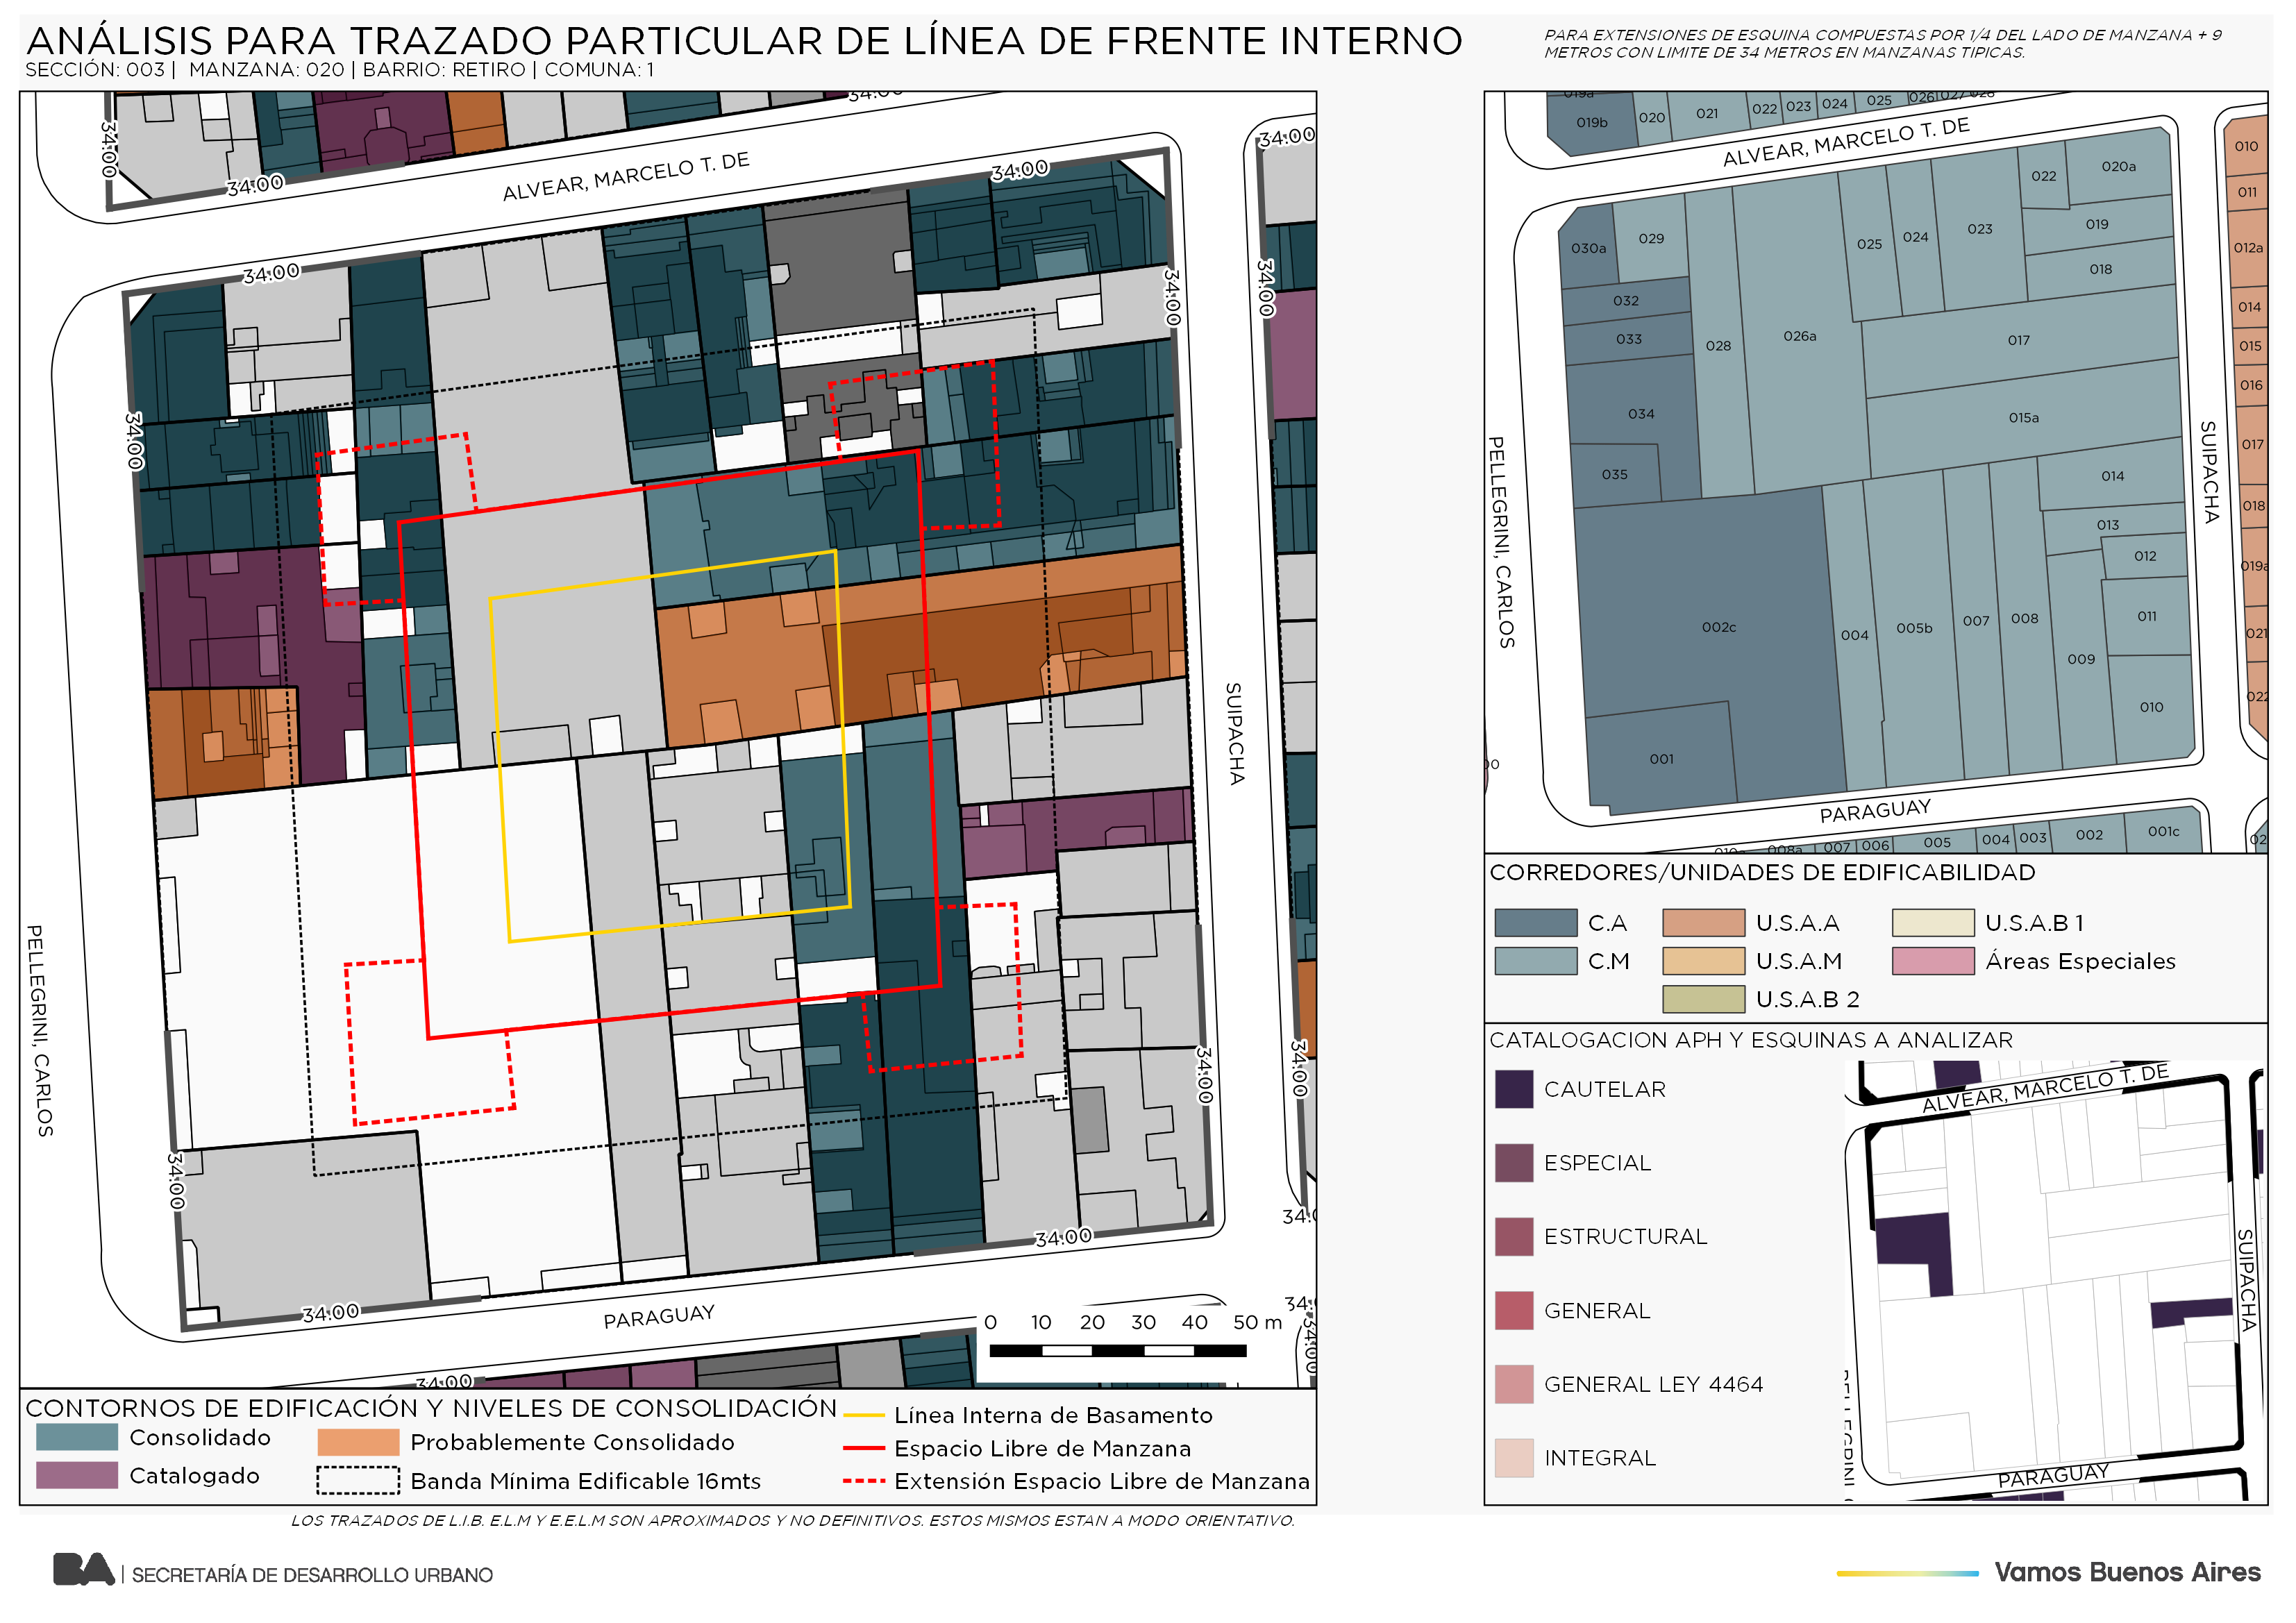 ANÁLISIS PARA TRAZADO PARTICULAR DE LÍNEA DE FRENTE INTERNO
SECCIÓN: 003 | MANZANA: 020 | BARRIO: RETIRO | COMUNA: 1
PARA EXTENSIONES DE ESQUINA COMPUESTAS POR 1/4 DEL LADO DE MANZANA + 9
METROS CON LIMITE DE 34 METROS EN MANZANAS TIPICAS.
34:00
34:00
34:00
34:00
ALVEAR, MARCELO T. DE
34:00
34:00
34:00
34:00
34:00
SUIPACHA
PELLEGRINI, CARLOS
34:00
34:00
34:00
34:00
34:00
PARAGUAY
34:00
34:00
0 10 20 30 40 50 m
CONTORNOS DE EDIFICACIÓN Y NIVELES DE CONSOLIDACIÓN
Consolidado
Catalogado
Probablemente Consolidado
Banda Mínima Edificable 16mts
Línea Interna de Basamento
Espacio Libre de Manzana
Extensión Espacio Libre de Manzana
019a
019b
020
021
022
023
024
025
026
027
028
ALVEAR, MARCELO T. DE
010
011
012a
014
015
016
017
018
019a
021
022
030a
029
032
033
034
035
028
026a
025
024
023
022
020a
019
018
017
015a
014
013
012
011
010
009
008
007
005b
004
002c
001
PELLEGRINI, CARLOS
SUIPACHA
PARAGUAY
007
006
005
004
003
002
001c
CORREDORES/UNIDADES DE EDIFICABILIDAD
C.A
C.M
U.S.A.A
U.S.A.M
U.S.A.B 2
U.S.A.B 1
Áreas Especiales
CATALOGACION APH Y ESQUINAS A ANALIZAR
CAUTELAR
ESPECIAL
ESTRUCTURAL
GENERAL
GENERAL LEY 4464
INTEGRAL
ALVEAR, MARCELO T. DE
SUIPACHA
PARAGUAY
LOS TRAZADOS DE L.I.B. E.L.M Y E.E.L.M SON APROXIMADOS Y NO DEFINITIVOS. ESTOS MISMOS ESTAN A MODO ORIENTATIVO.
BA | SECRETARÍA DE DESARROLLO URBANO
Vamos Buenos Aires